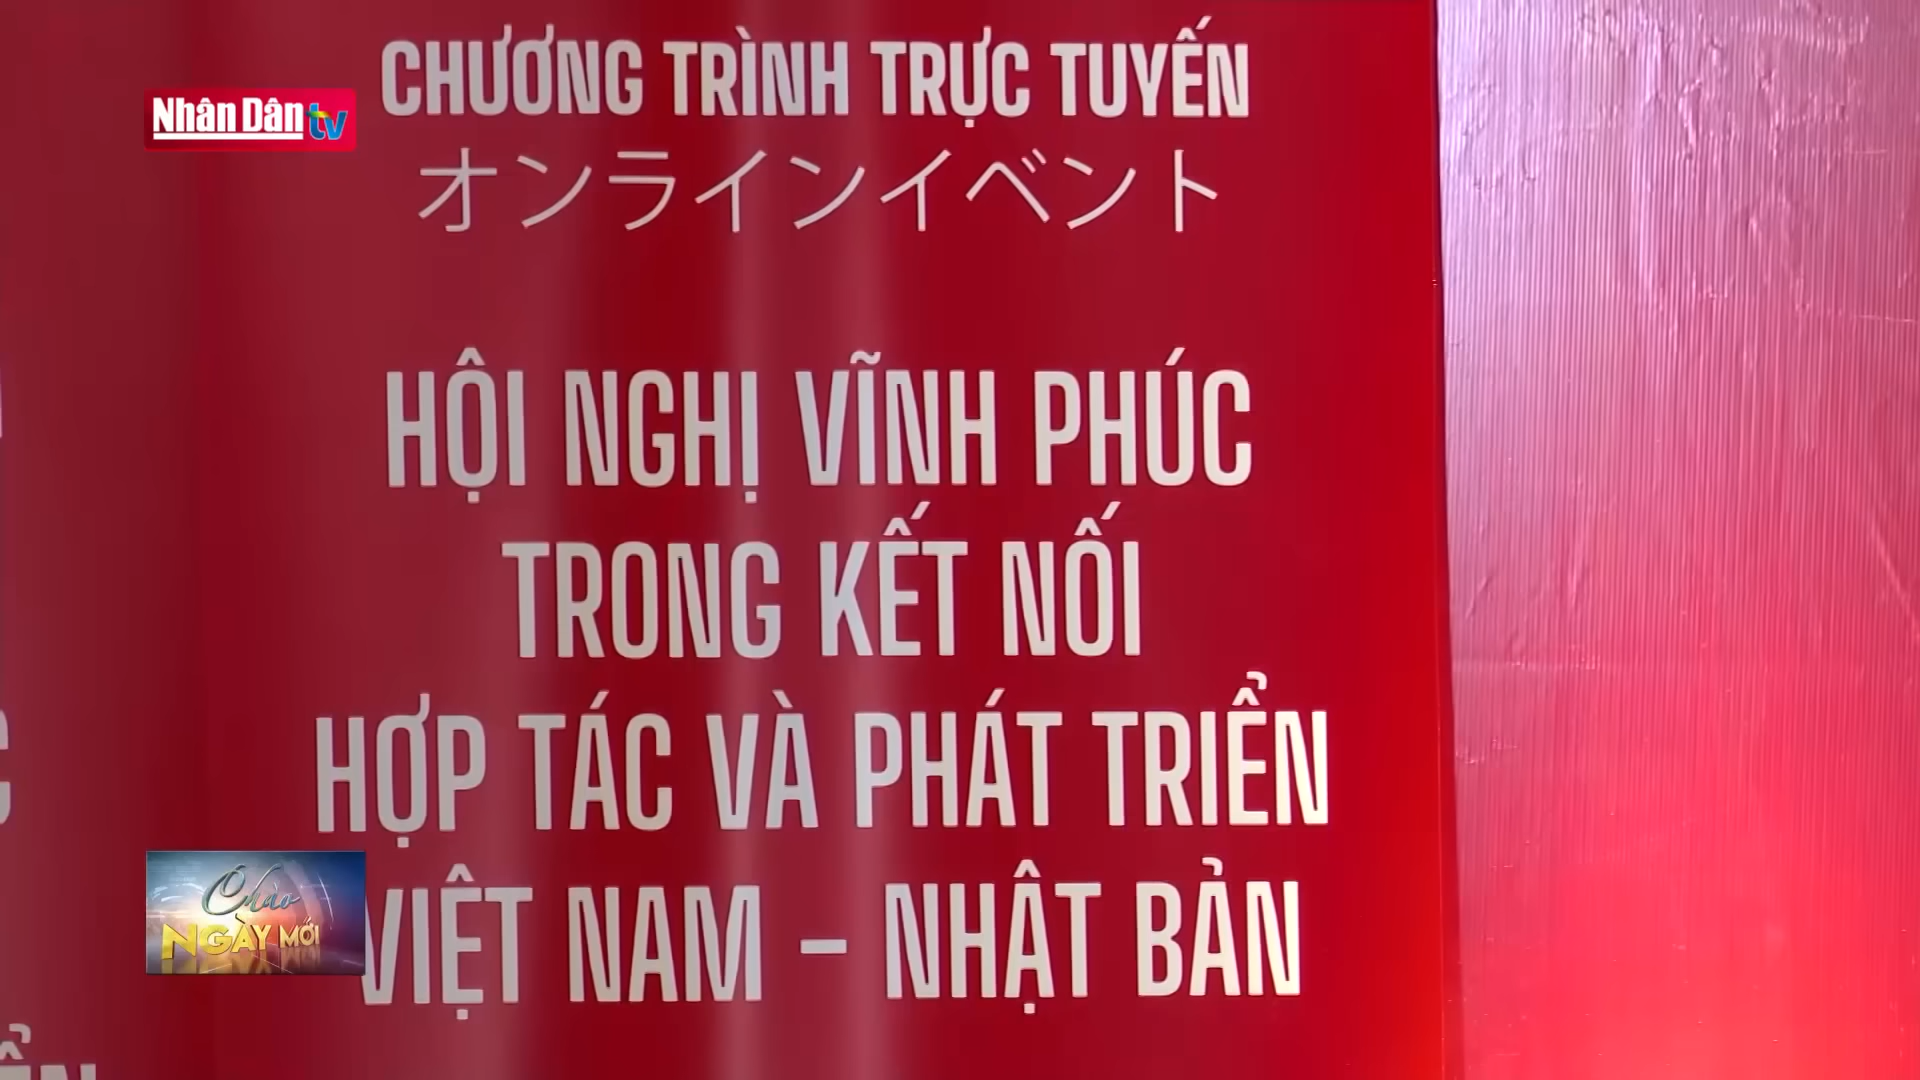 CHƯƠNG TRÌNH TRỰC TUYẾN
Nhân Dân tv
オンラインイベント
HỘI NGHỊ VĨNH PHÚC
TRONG KẾT NỐI
HỢP TÁC VÀ PHÁT TRIỂN
VIỆT NAM – NHẬT BẢN
Chào
NGÀY MỚI